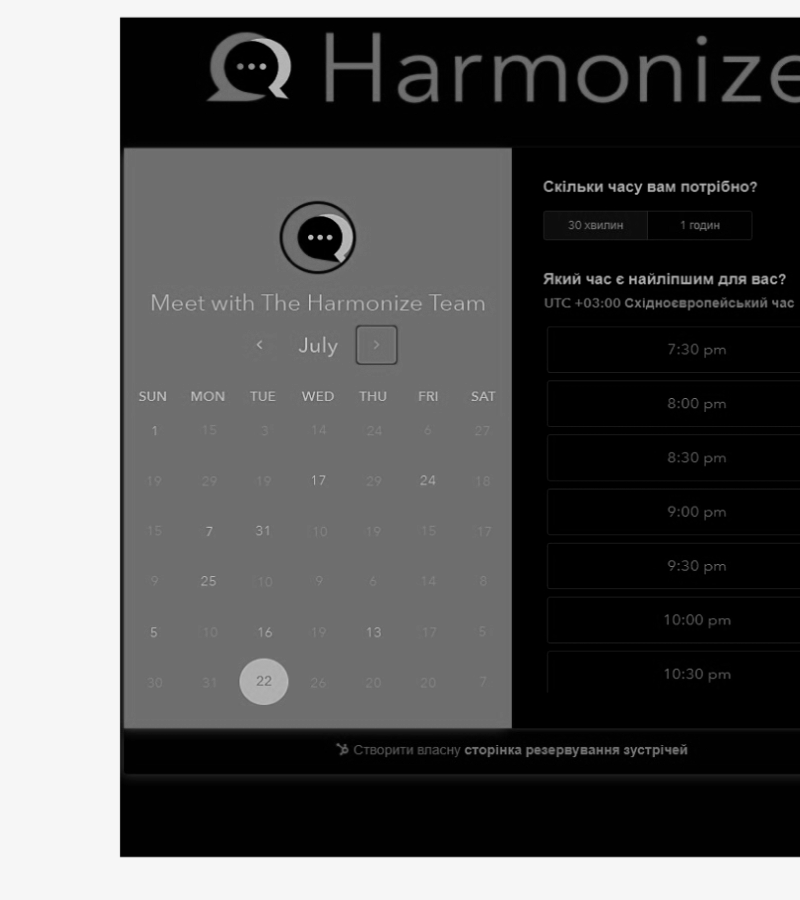 Harmonize
Meet with The Harmonize Team
July
SUN MON TUE WED THU FRI SAT
1 15 3 14 24 6 27
19 29 19 17 29 24 18
15 7 31 10 19 15 17
9 25 10 9 6 14 8
5 10 16 19 13 17 5
30 31 22 26 20 20 7
Скільки часу вам потрібно?
30 хвилин 1 годин
Який час є найліпшим для вас?
UTC +03:00 Східноєвропейський час
7:30 pm
8:00 pm
8:30 pm
9:00 pm
9:30 pm
10:00 pm
10:30 pm
Створити власну сторінка резервування зустрічей